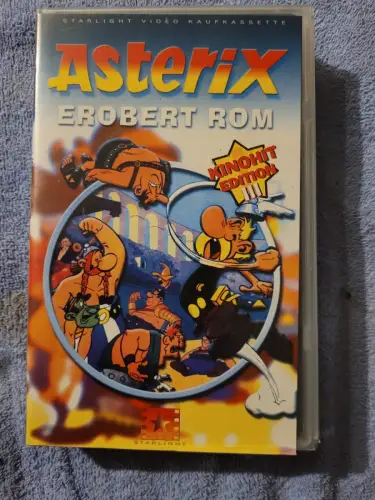 STARLIGHT VIDEO KAUFKASSETTE
Asterix
EROBERT ROM
KINOHIT
EDITION
STARLIGHT